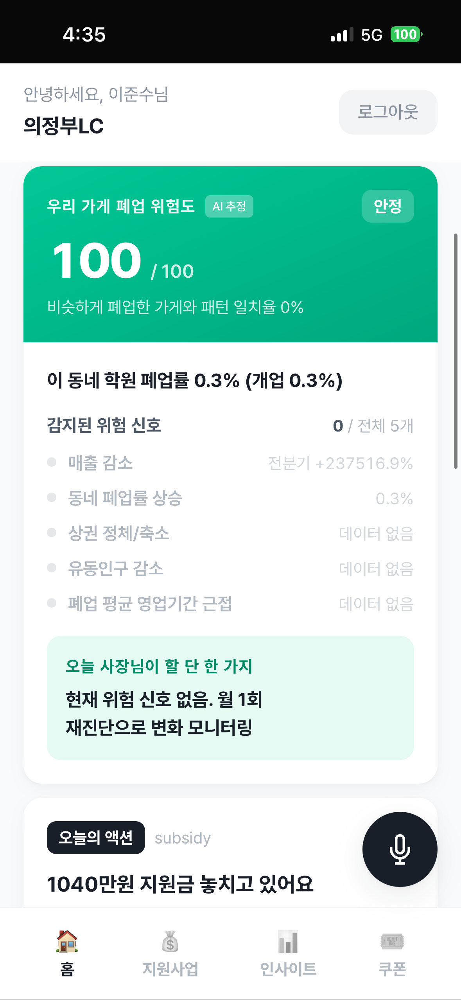 4:35
5G
100
안녕하세요, 이준수님
의정부LC
로그아웃
우리 가게 폐업 위험도
AI 추정
안정
100 / 100
비슷하게 폐업한 가게와 패턴 일치율 0%
이 동네 학원 폐업률 0.3% (개업 0.3%)
감지된 위험 신호
0 / 전체 5개
매출 감소
전분기 +237516.9%
동네 폐업률 상승
0.3%
상권 정체/축소
데이터 없음
유동인구 감소
데이터 없음
폐업 평균 영업기간 근접
데이터 없음
오늘 사장님이 할 단 한 가지
현재 위험 신호 없음. 월 1회
재진단으로 변화 모니터링
오늘의 액션
subsidy
1040만원 지원금 놓치고 있어요
ADMIT
ONE
홈
지원사업
인사이트
쿠폰